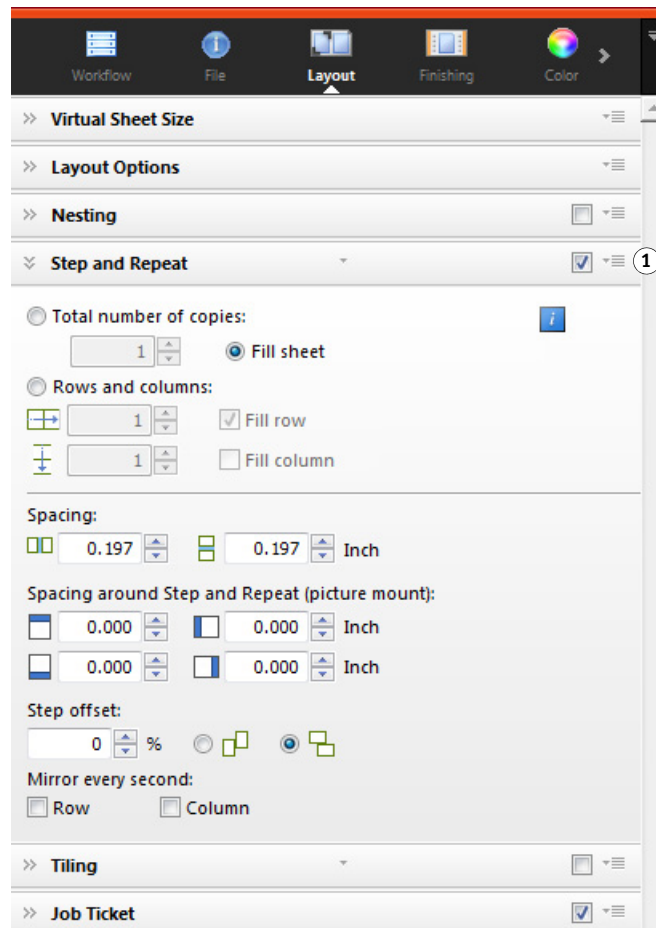 Workflow File Layout Finishing Color
Virtual Sheet Size
Layout Options
Nesting
Step and Repeat 1
Total number of copies: i
1 Fill sheet
Rows and columns:
1 Fill row
1 Fill column
Spacing:
0.197 0.197 Inch
Spacing around Step and Repeat (picture mount):
0.000 0.000 Inch
0.000 0.000 Inch
Step offset:
0 %
Mirror every second:
Row Column
Tiling
Job Ticket